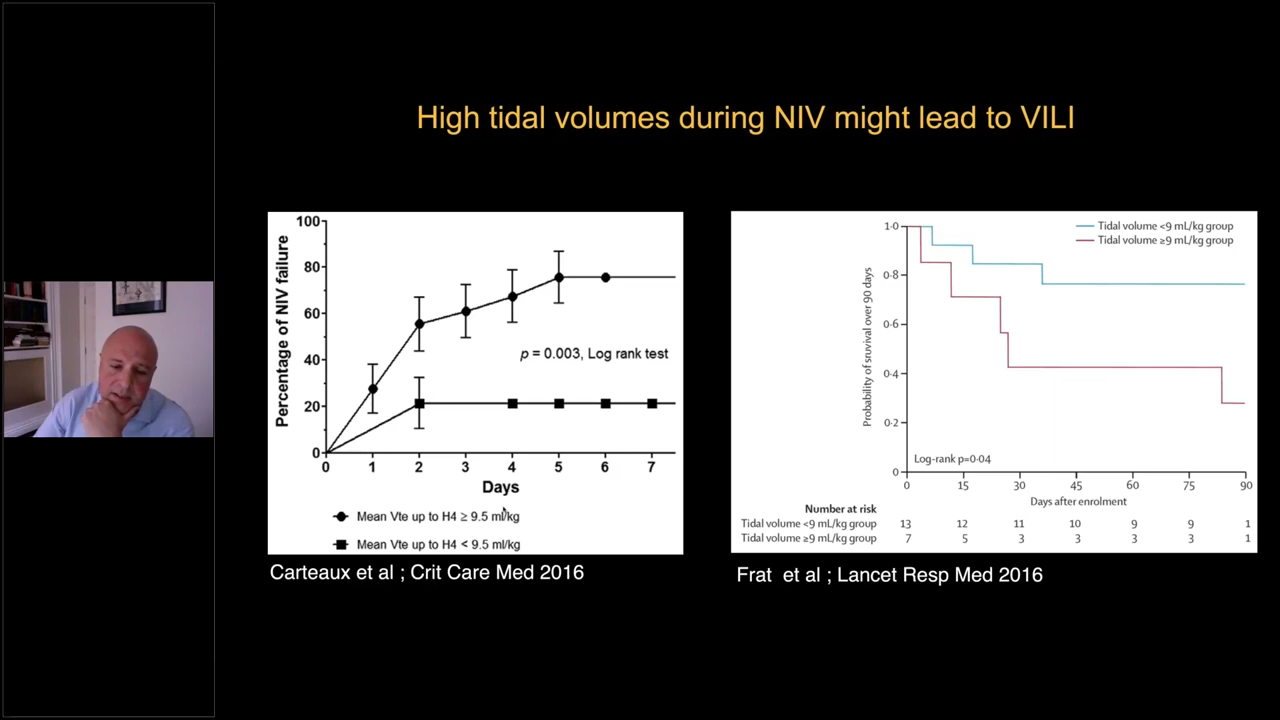 High tidal volumes during NIV might lead to VILI
Percentage of NIV failure
100
80
60
40
20
0
p = 0.003, Log rank test
0 1 2 3 4 5 6 7
Days
Mean Vte up to H4 ≥ 9.5 ml/kg
Mean Vte up to H4 < 9.5 ml/kg
Carteaux et al ; Crit Care Med 2016
Probability of sruvival over 90 days
1·0
0·8
0·6
0·4
0·2
0
Tidal volume <9 mL/kg group
Tidal volume ≥9 mL/kg group
Log-rank p=0·04
0 15 30 45 60 75 90
Days after enrolment
Number at risk
Tidal volume <9 mL/kg group 13 12 11 10 9 9 1
Tidal volume ≥9 mL/kg group 7 5 3 3 3 3 1
Frat et al ; Lancet Resp Med 2016